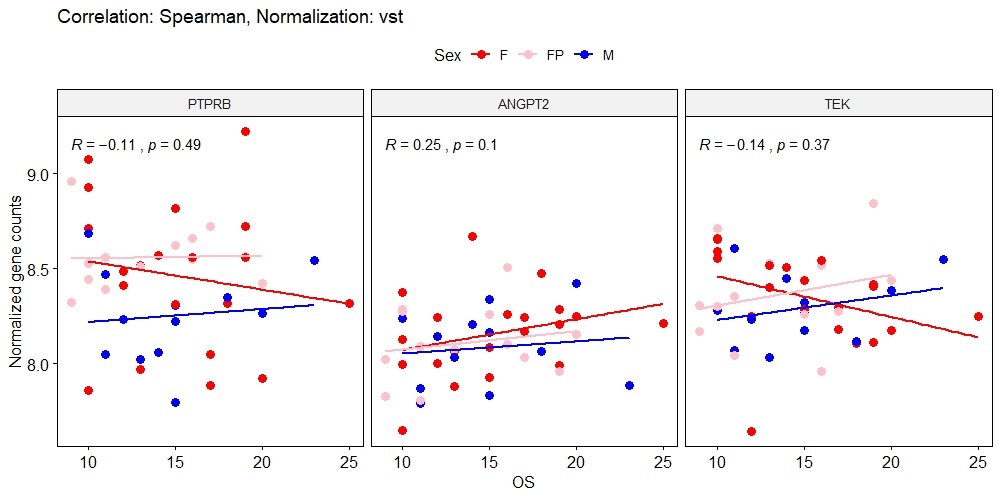 Correlation: Spearman, Normalization: vst
Sex F FP M
PTPRB ANGPT2 TEK
R = −0.11 , p = 0.49
R = 0.25 , p = 0.1
R = −0.14 , p = 0.37
Normalized gene counts
9.0
8.5
8.0
10 15 20 25 10 15 20 25 10 15 20 25
OS